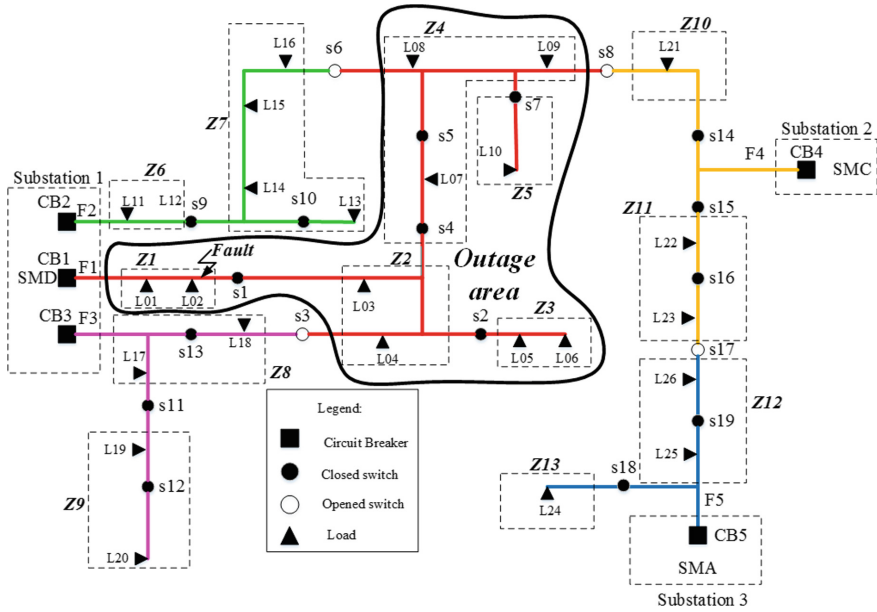 L16
s6
Z4
L08
L09
s8
Z10
L21
Z7
L15
s7
s5
L10
Z5
L07
s14
Substation 2
CB4
F4
SMC
Substation 1
Z6
CB2
F2
L11
L12
s9
L14
s10
L13
s4
s15
Z11
L22
CB1
SMD
F1
Z1
Fault
L01
L02
s1
Z2
L03
Outage
area
s16
L23
CB3
F3
s13
L18
s3
L04
s2
Z3
L05
L06
s17
L17
Z8
L26
Z12
s11
Legend:
Circuit Breaker
Closed switch
Opened switch
Load
s19
L19
Z9
s12
L20
L25
Z13
s18
L24
F5
CB5
SMA
Substation 3